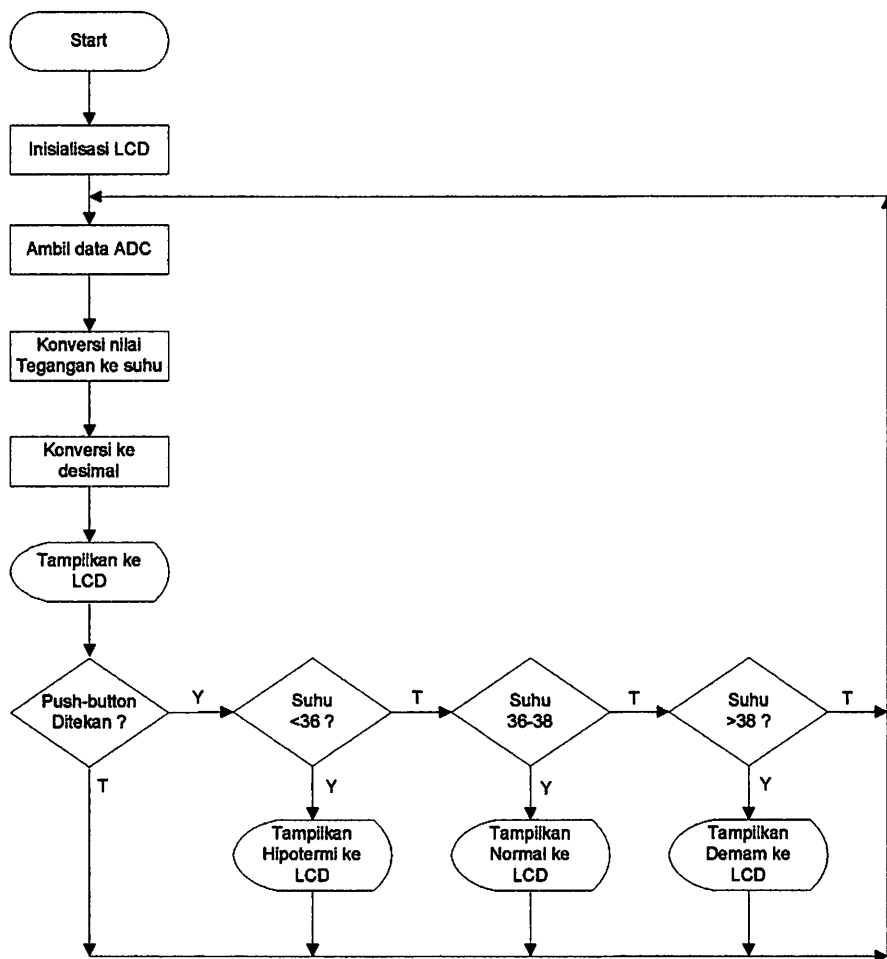 Start
Inisialisasi LCD
Ambil data ADC
Konversi nilai
Tegangan ke suhu
Konversi ke
desimal
Tampilkan ke
LCD
Push-button
Ditekan ?
Y
T
Suhu
<36 ?
T
Y
Suhu
36-38
T
Y
Suhu
>38 ?
T
Y
Tampilkan
Hipotermi ke
LCD
Tampilkan
Normal ke
LCD
Tampilkan
Demam ke
LCD